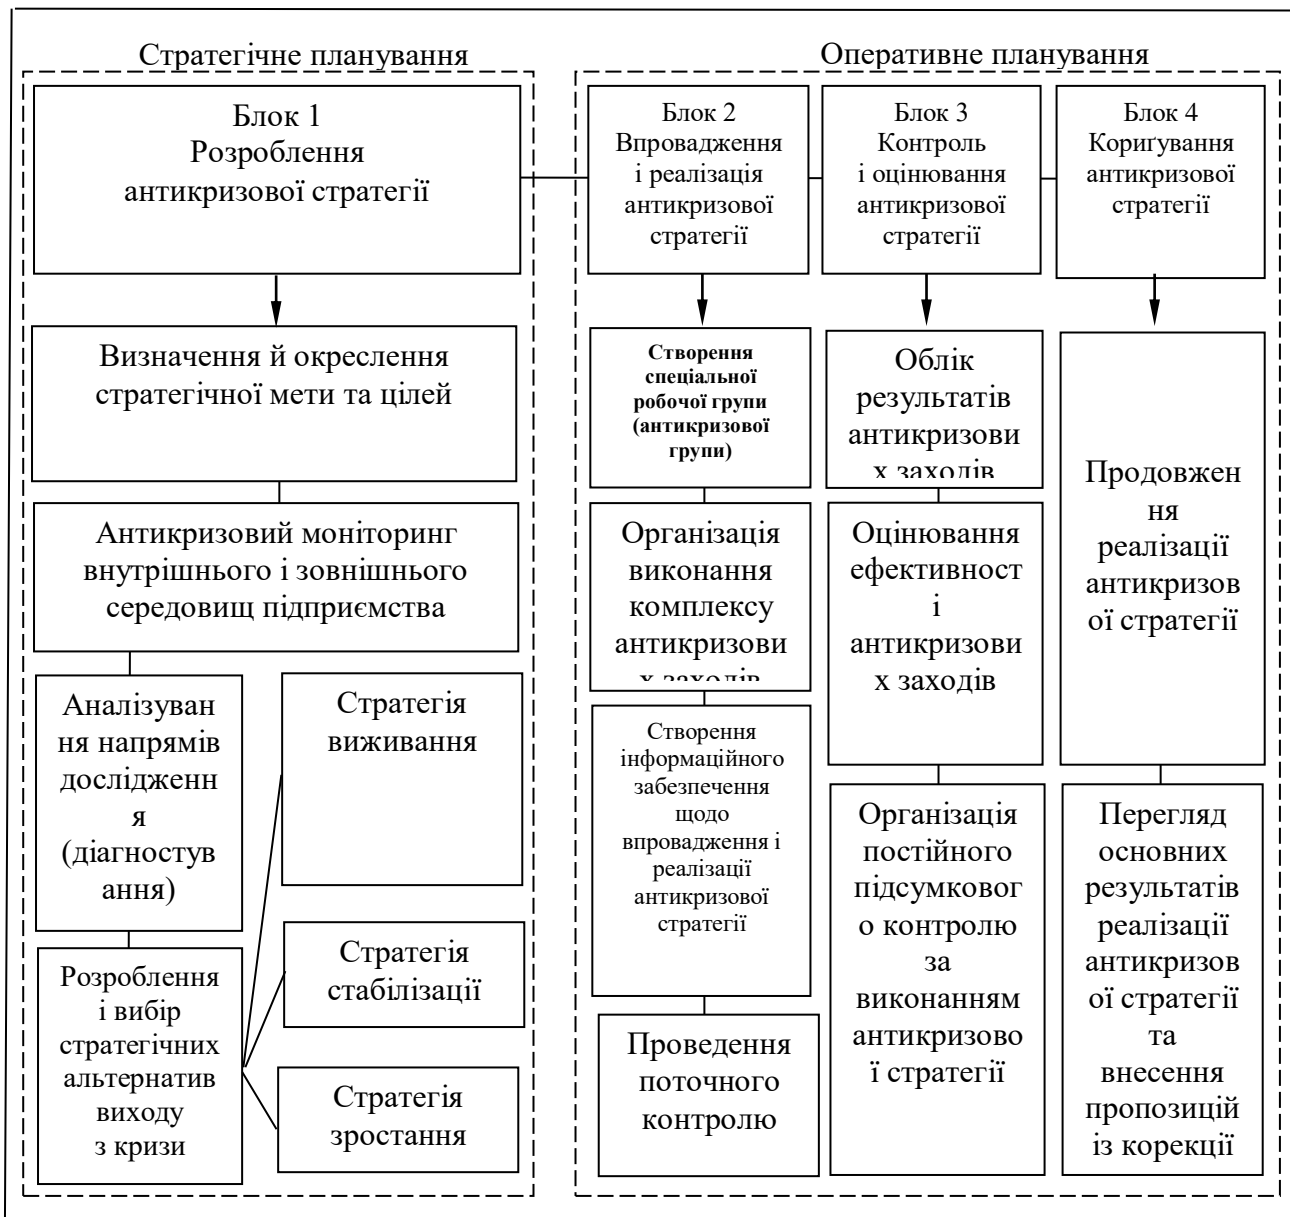 Стратегічне планування
Оперативне планування
Блок 1
Розроблення
антикризової стратегії
Блок 2
Впровадження
і реалізація
антикризової
стратегії
Блок 3
Контроль
і оцінювання
антикризової
стратегії
Блок 4
Кориґування
антикризової
стратегії
Визначення й окреслення
стратегічної мети та цілей
Антикризовий моніторинг
внутрішнього і зовнішнього
середовищ підприємства
Аналізуван
ня напрямів
дослідженн
я
(діагностув
ання)
Розроблення
і вибір
стратегічних
альтернатив
виходу
з кризи
Стратегія
виживання
Стратегія
стабілізації
Стратегія
зростання
Створення
спеціальної
робочої групи
(антикризової
групи)
Організація
виконання
комплексу
антикризови
х заходів
Створення
інформаційного
забезпечення
щодо
впровадження і
реалізації
антикризової
стратегії
Проведення
поточного
контролю
Облік
результатів
антикризови
х заходів
Оцінювання
ефективност
і
антикризови
х заходів
Організація
постійного
підсумковог
о контролю
за
виконанням
антикризово
ї стратегії
Продовжен
ня
реалізації
антикризов
ої стратегії
Перегляд
основних
результатів
реалізації
антикризов
ої стратегії
та
внесення
пропозицій
із корекції